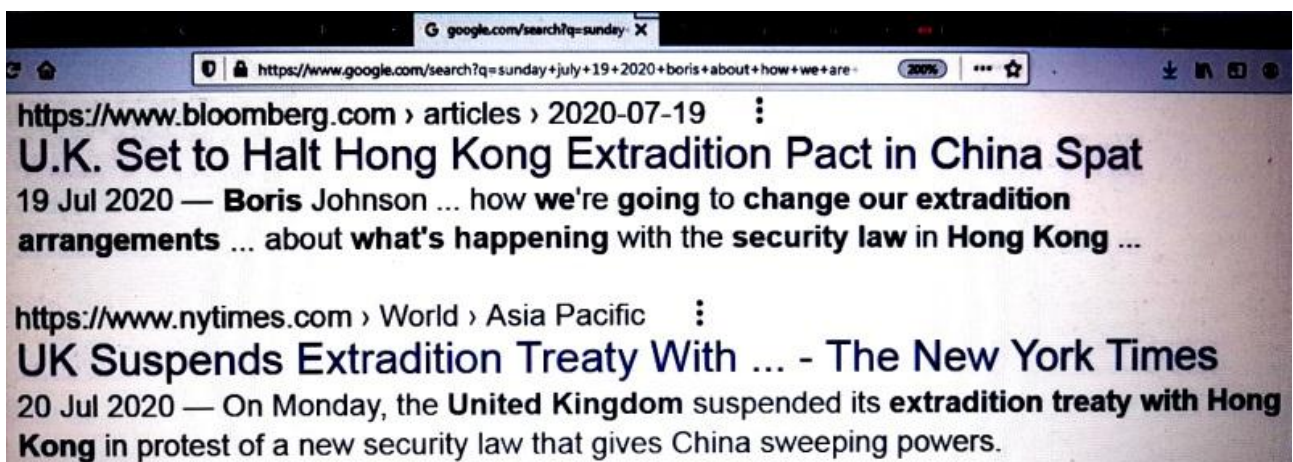 G google.com/search?q=sunday- X
https://www.google.com/search?q=sunday+july+19+2020+boris+about+how+we+are- 200% ...
https://www.bloomberg.com › articles › 2020-07-19 ⋮
U.K. Set to Halt Hong Kong Extradition Pact in China Spat
19 Jul 2020 — Boris Johnson ... how we're going to change our extradition
arrangements ... about what's happening with the security law in Hong Kong ...
https://www.nytimes.com › World › Asia Pacific ⋮
UK Suspends Extradition Treaty With ... - The New York Times
20 Jul 2020 — On Monday, the United Kingdom suspended its extradition treaty with Hong
Kong in protest of a new security law that gives China sweeping powers.